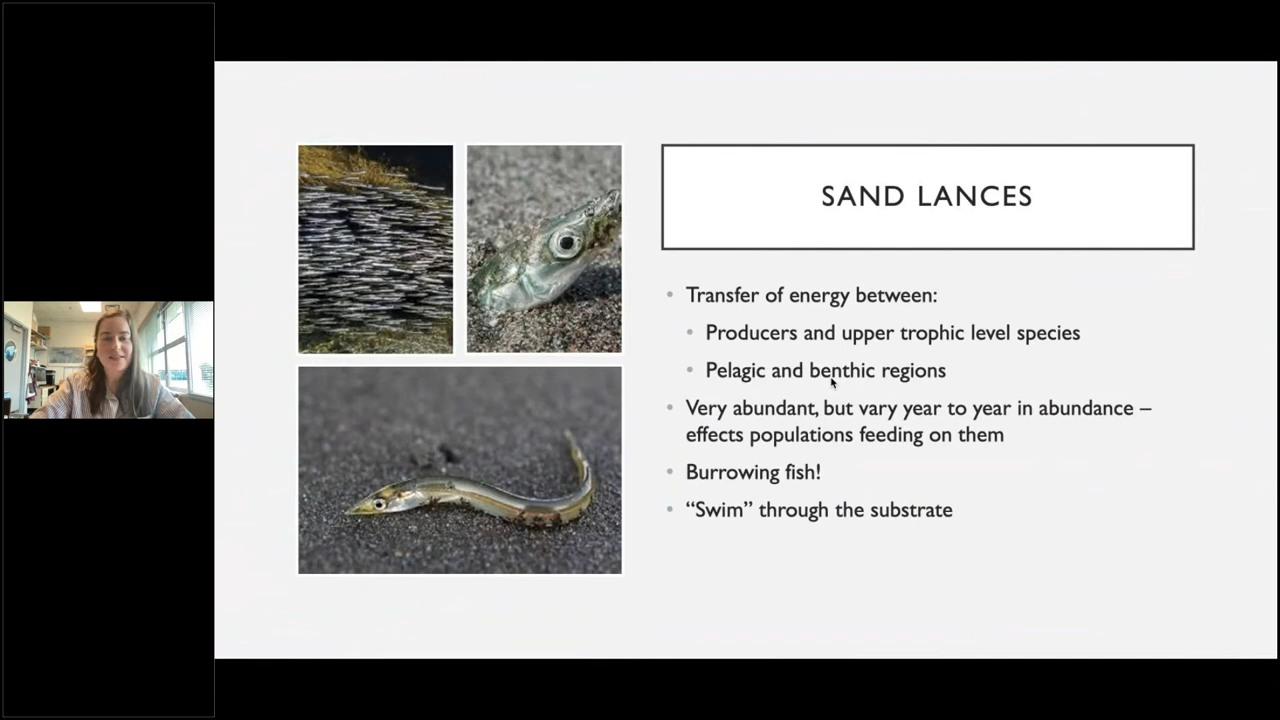 SAND LANCES
• Transfer of energy between:
• Producers and upper trophic level species
• Pelagic and benthic regions
• Very abundant, but vary year to year in abundance –
effects populations feeding on them
• Burrowing fish!
• “Swim” through the substrate